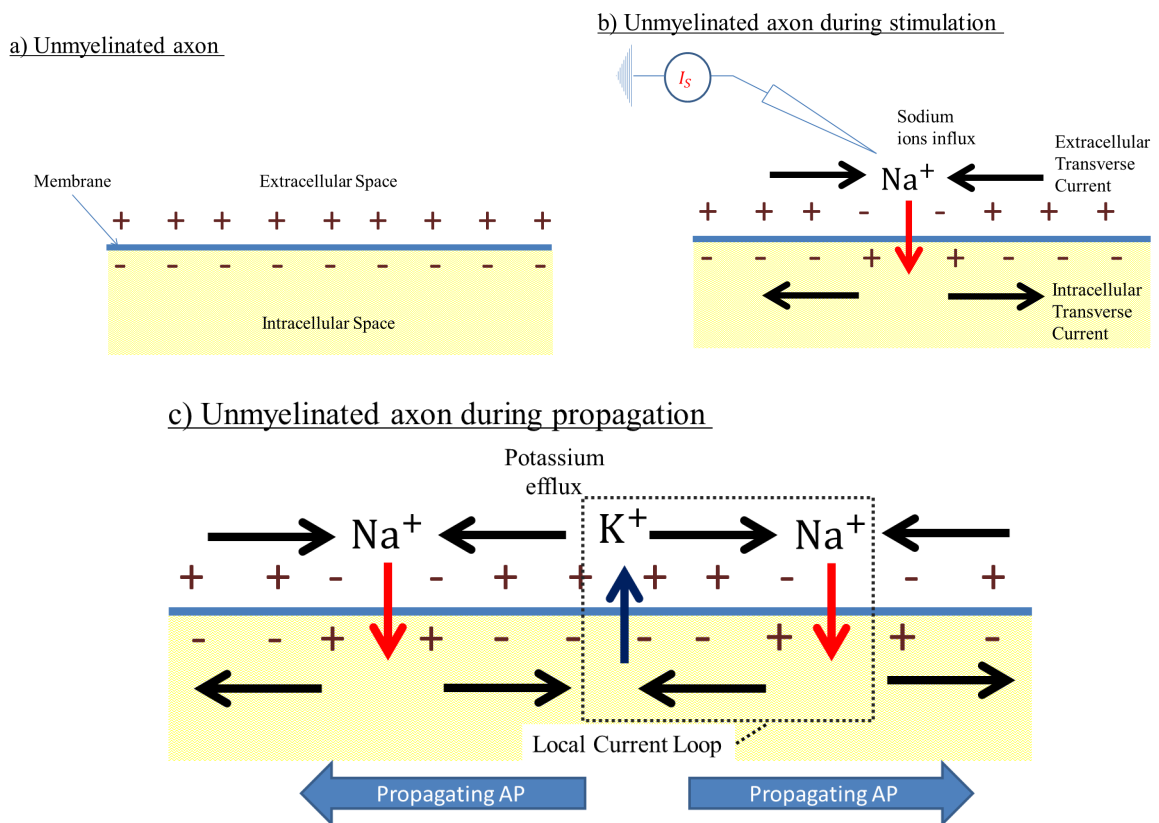 a) Unmyelinated axon
Membrane
Extracellular Space
+ + + + + + + + +
- - - - - - - - -
Intracellular Space
b) Unmyelinated axon during stimulation
I_S
Sodium
ions influx
Extracellular
Transverse
Current
Na⁺
+ + + - - + + +
- - - + + - - -
Intracellular
Transverse
Current
c) Unmyelinated axon during propagation
Potassium
efflux
Na⁺ K⁺ Na⁺
+ + - - + + + + - - +
- - + + - - - - + + -
Local Current Loop
Propagating AP Propagating AP